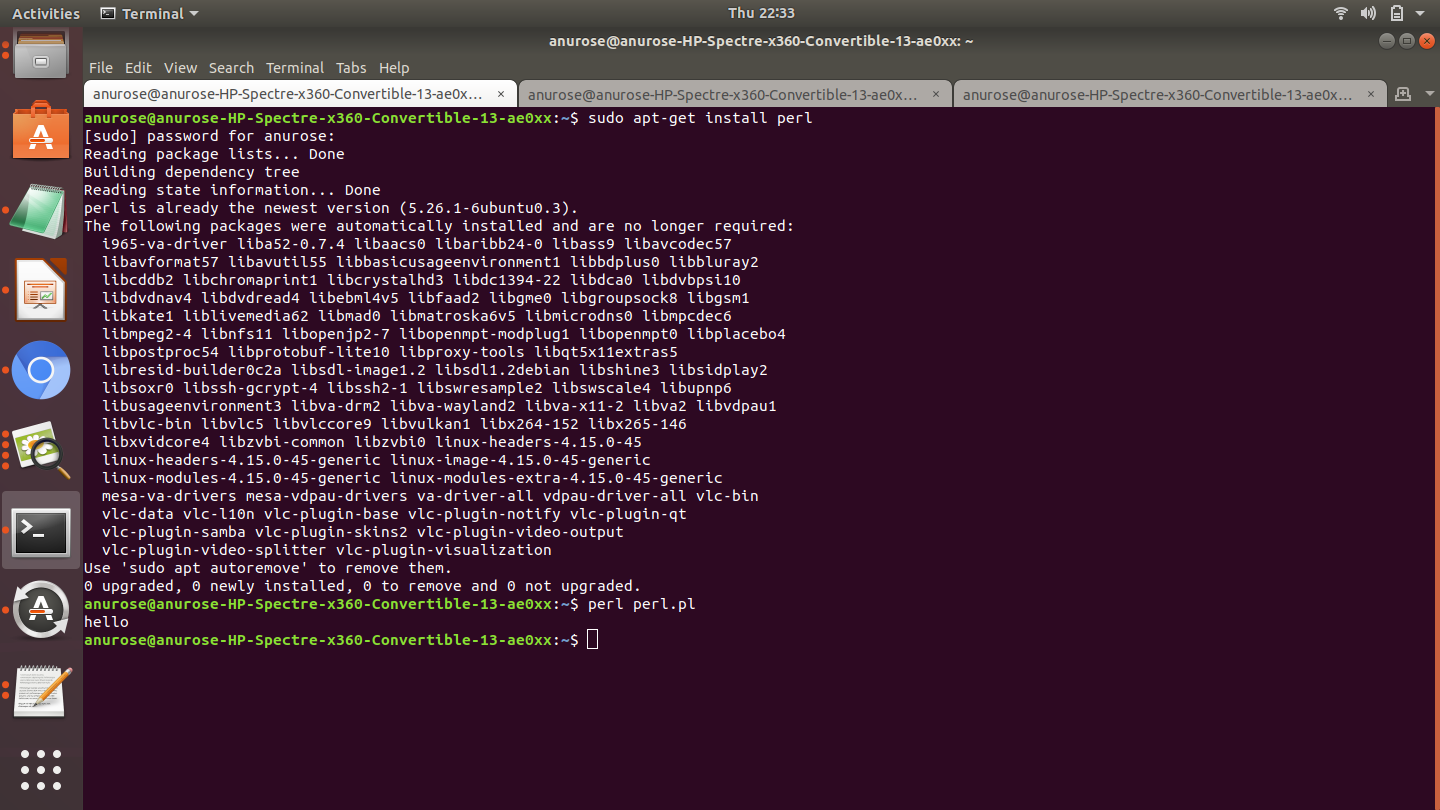 Activities Terminal Thu 22:33
anurose@anurose-HP-Spectre-x360-Convertible-13-ae0xx: ~
File Edit View Search Terminal Tabs Help
anurose@anurose-HP-Spectre-x360-Convertible-13-ae0x... × anurose@anurose-HP-Spectre-x360-Convertible-13-ae0x... × anurose@anurose-HP-Spectre-x360-Convertible-13-ae0x... ×
anurose@anurose-HP-Spectre-x360-Convertible-13-ae0xx:~$ sudo apt-get install perl
[sudo] password for anurose:
Reading package lists... Done
Building dependency tree
Reading state information... Done
perl is already the newest version (5.26.1-6ubuntu0.3).
The following packages were automatically installed and are no longer required:
  i965-va-driver liba52-0.7.4 libaacs0 libaribb24-0 libass9 libavcodec57
  libavformat57 libavutil55 libbasicusageenvironment1 libbdplus0 libbluray2
  libcddb2 libchromaprint1 libcrystalhd3 libdc1394-22 libdca0 libdvbpsi10
  libdvdnav4 libdvdread4 libebml4v5 libfaad2 libgme0 libgroupsock8 libgsm1
  libkate1 liblivemedia62 libmad0 libmatroska6v5 libmicrodns0 libmpcdec6
  libmpeg2-4 libnfs11 libopenjp2-7 libopenmpt-modplug1 libopenmpt0 libplacebo4
  libpostproc54 libprotobuf-lite10 libproxy-tools libqt5x11extras5
  libresid-builder0c2a libsdl-image1.2 libsdl1.2debian libshine3 libsidplay2
  libsoxr0 libssh-gcrypt-4 libssh2-1 libswresample2 libswscale4 libupnp6
  libusageenvironment3 libva-drm2 libva-wayland2 libva-x11-2 libva2 libvdpau1
  libvlc-bin libvlc5 libvlccore9 libvulkan1 libx264-152 libx265-146
  libxvidcore4 libzvbi-common libzvbi0 linux-headers-4.15.0-45
  linux-headers-4.15.0-45-generic linux-image-4.15.0-45-generic
  linux-modules-4.15.0-45-generic linux-modules-extra-4.15.0-45-generic
  mesa-va-drivers mesa-vdpau-drivers va-driver-all vdpau-driver-all vlc-bin
  vlc-data vlc-l10n vlc-plugin-base vlc-plugin-notify vlc-plugin-qt
  vlc-plugin-samba vlc-plugin-skins2 vlc-plugin-video-output
  vlc-plugin-video-splitter vlc-plugin-visualization
Use 'sudo apt autoremove' to remove them.
0 upgraded, 0 newly installed, 0 to remove and 0 not upgraded.
anurose@anurose-HP-Spectre-x360-Convertible-13-ae0xx:~$ perl perl.pl
hello
anurose@anurose-HP-Spectre-x360-Convertible-13-ae0xx:~$